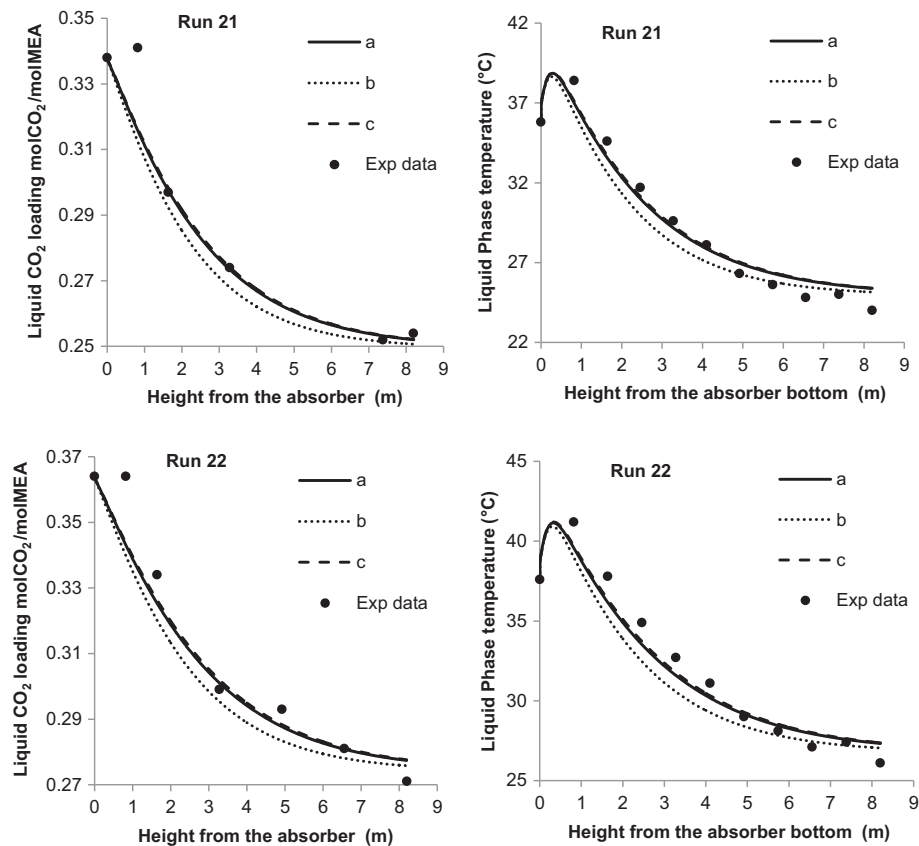 Run 21
Liquid CO₂ loading molCO₂/molMEA
0.35
0.33
0.31
0.29
0.27
0.25
a
b
c
Exp data
0 1 2 3 4 5 6 7 8 9
Height from the absorber (m)
Run 21
Liquid Phase temperature (°C)
42
37
32
27
22
a
b
c
Exp data
0 1 2 3 4 5 6 7 8 9
Height from the absorber bottom (m)
Run 22
Liquid CO₂ loading molCO₂/molMEA
0.37
0.35
0.33
0.31
0.29
0.27
a
b
c
Exp data
0 1 2 3 4 5 6 7 8 9
Height from the absorber (m)
Run 22
Liquid Phase temperature (°C)
45
40
35
30
25
a
b
c
Exp data
0 1 2 3 4 5 6 7 8 9
Height from the absorber bottom (m)